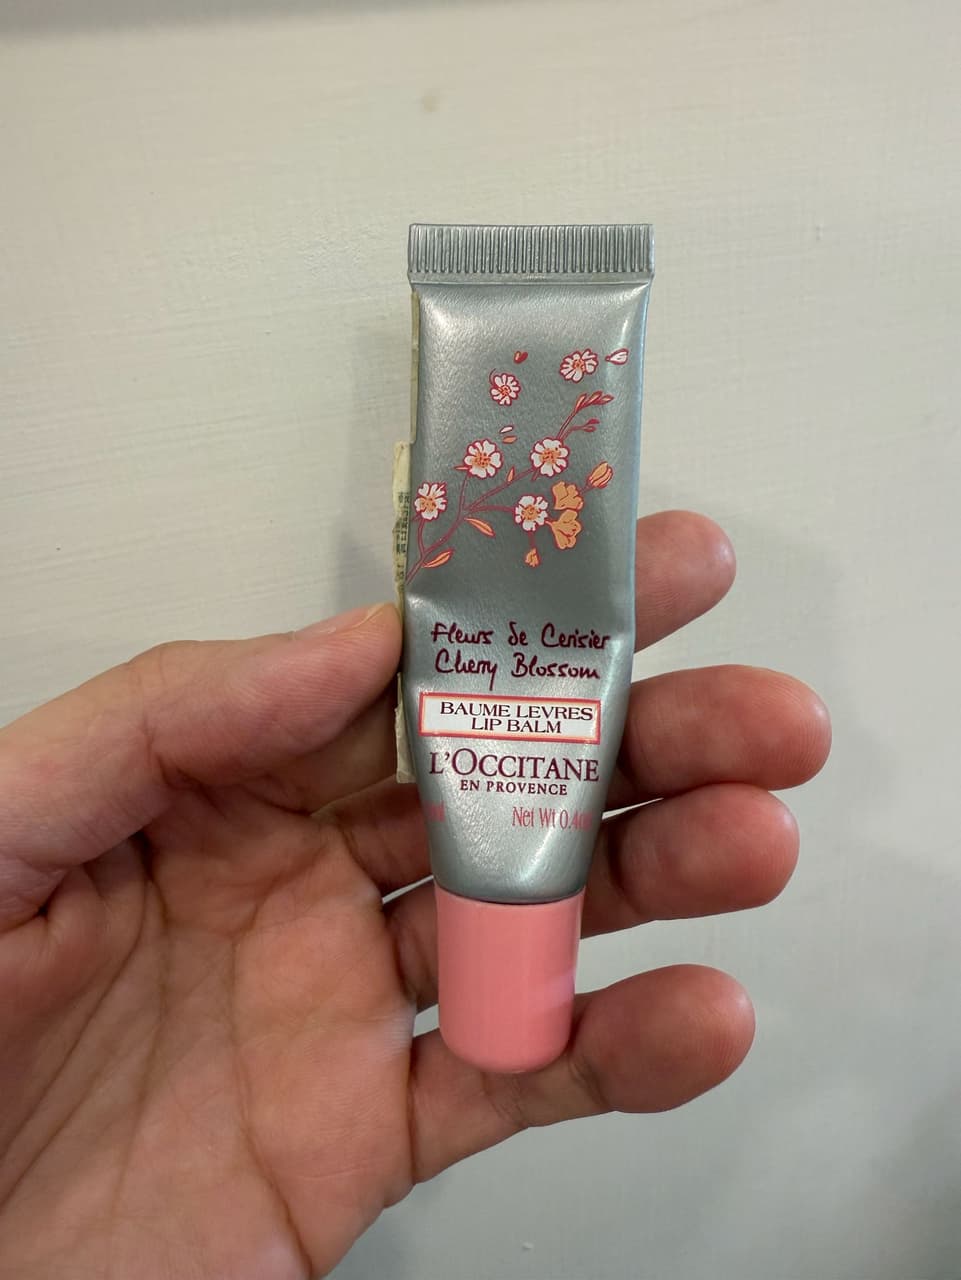 Fleurs de Cerisier
Cherry Blossom
BAUME LEVRES
LIP BALM
L'OCCITANE
EN PROVENCE
Net Wt